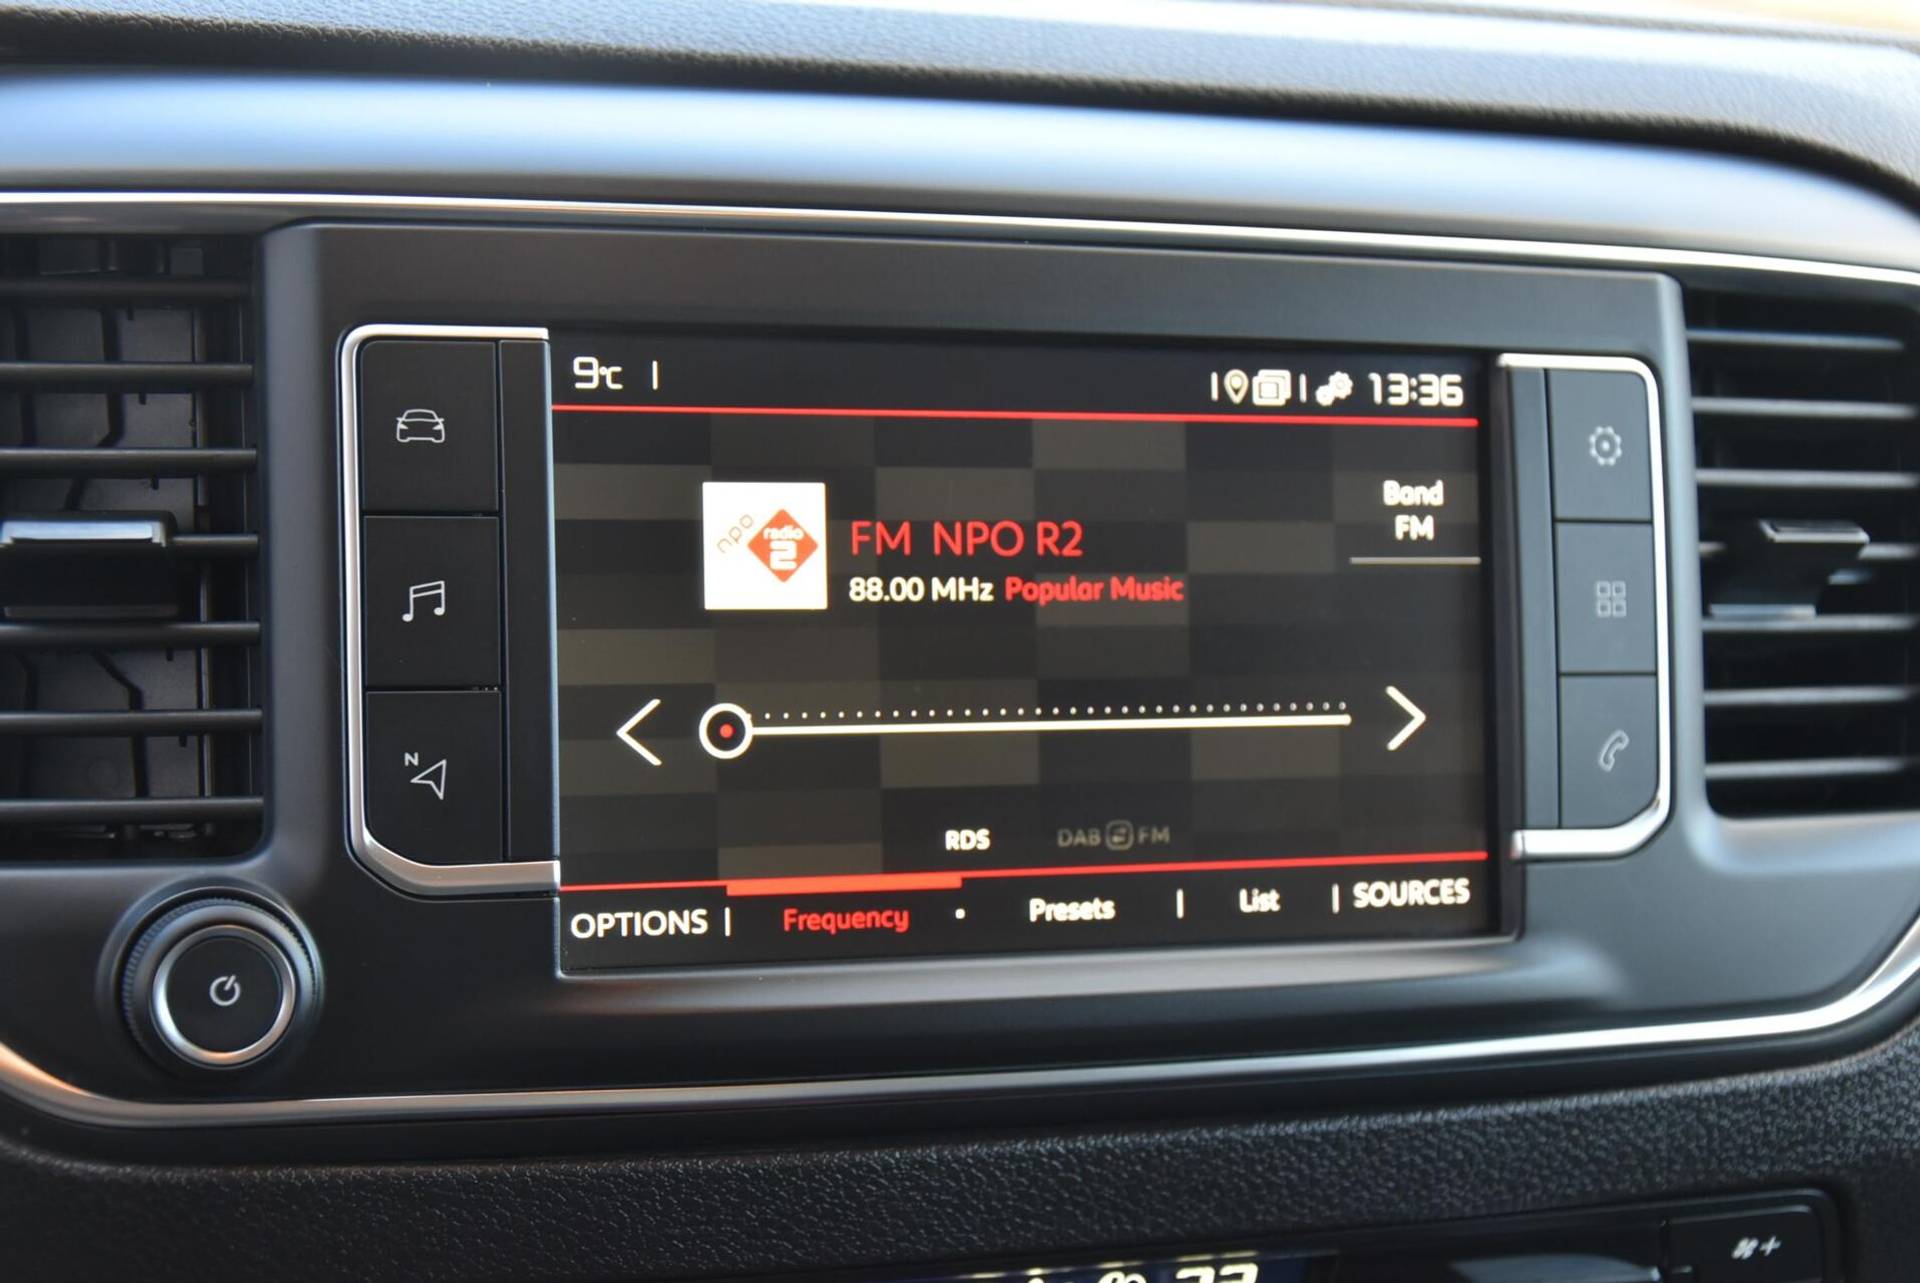 9°C
13:36
Band
FM
npo
radio
2
FM NPO R2
88.00 MHz Popular Music
N
RDS
DAB FM
OPTIONS | Frequency • Presets | List | SOURCES
+